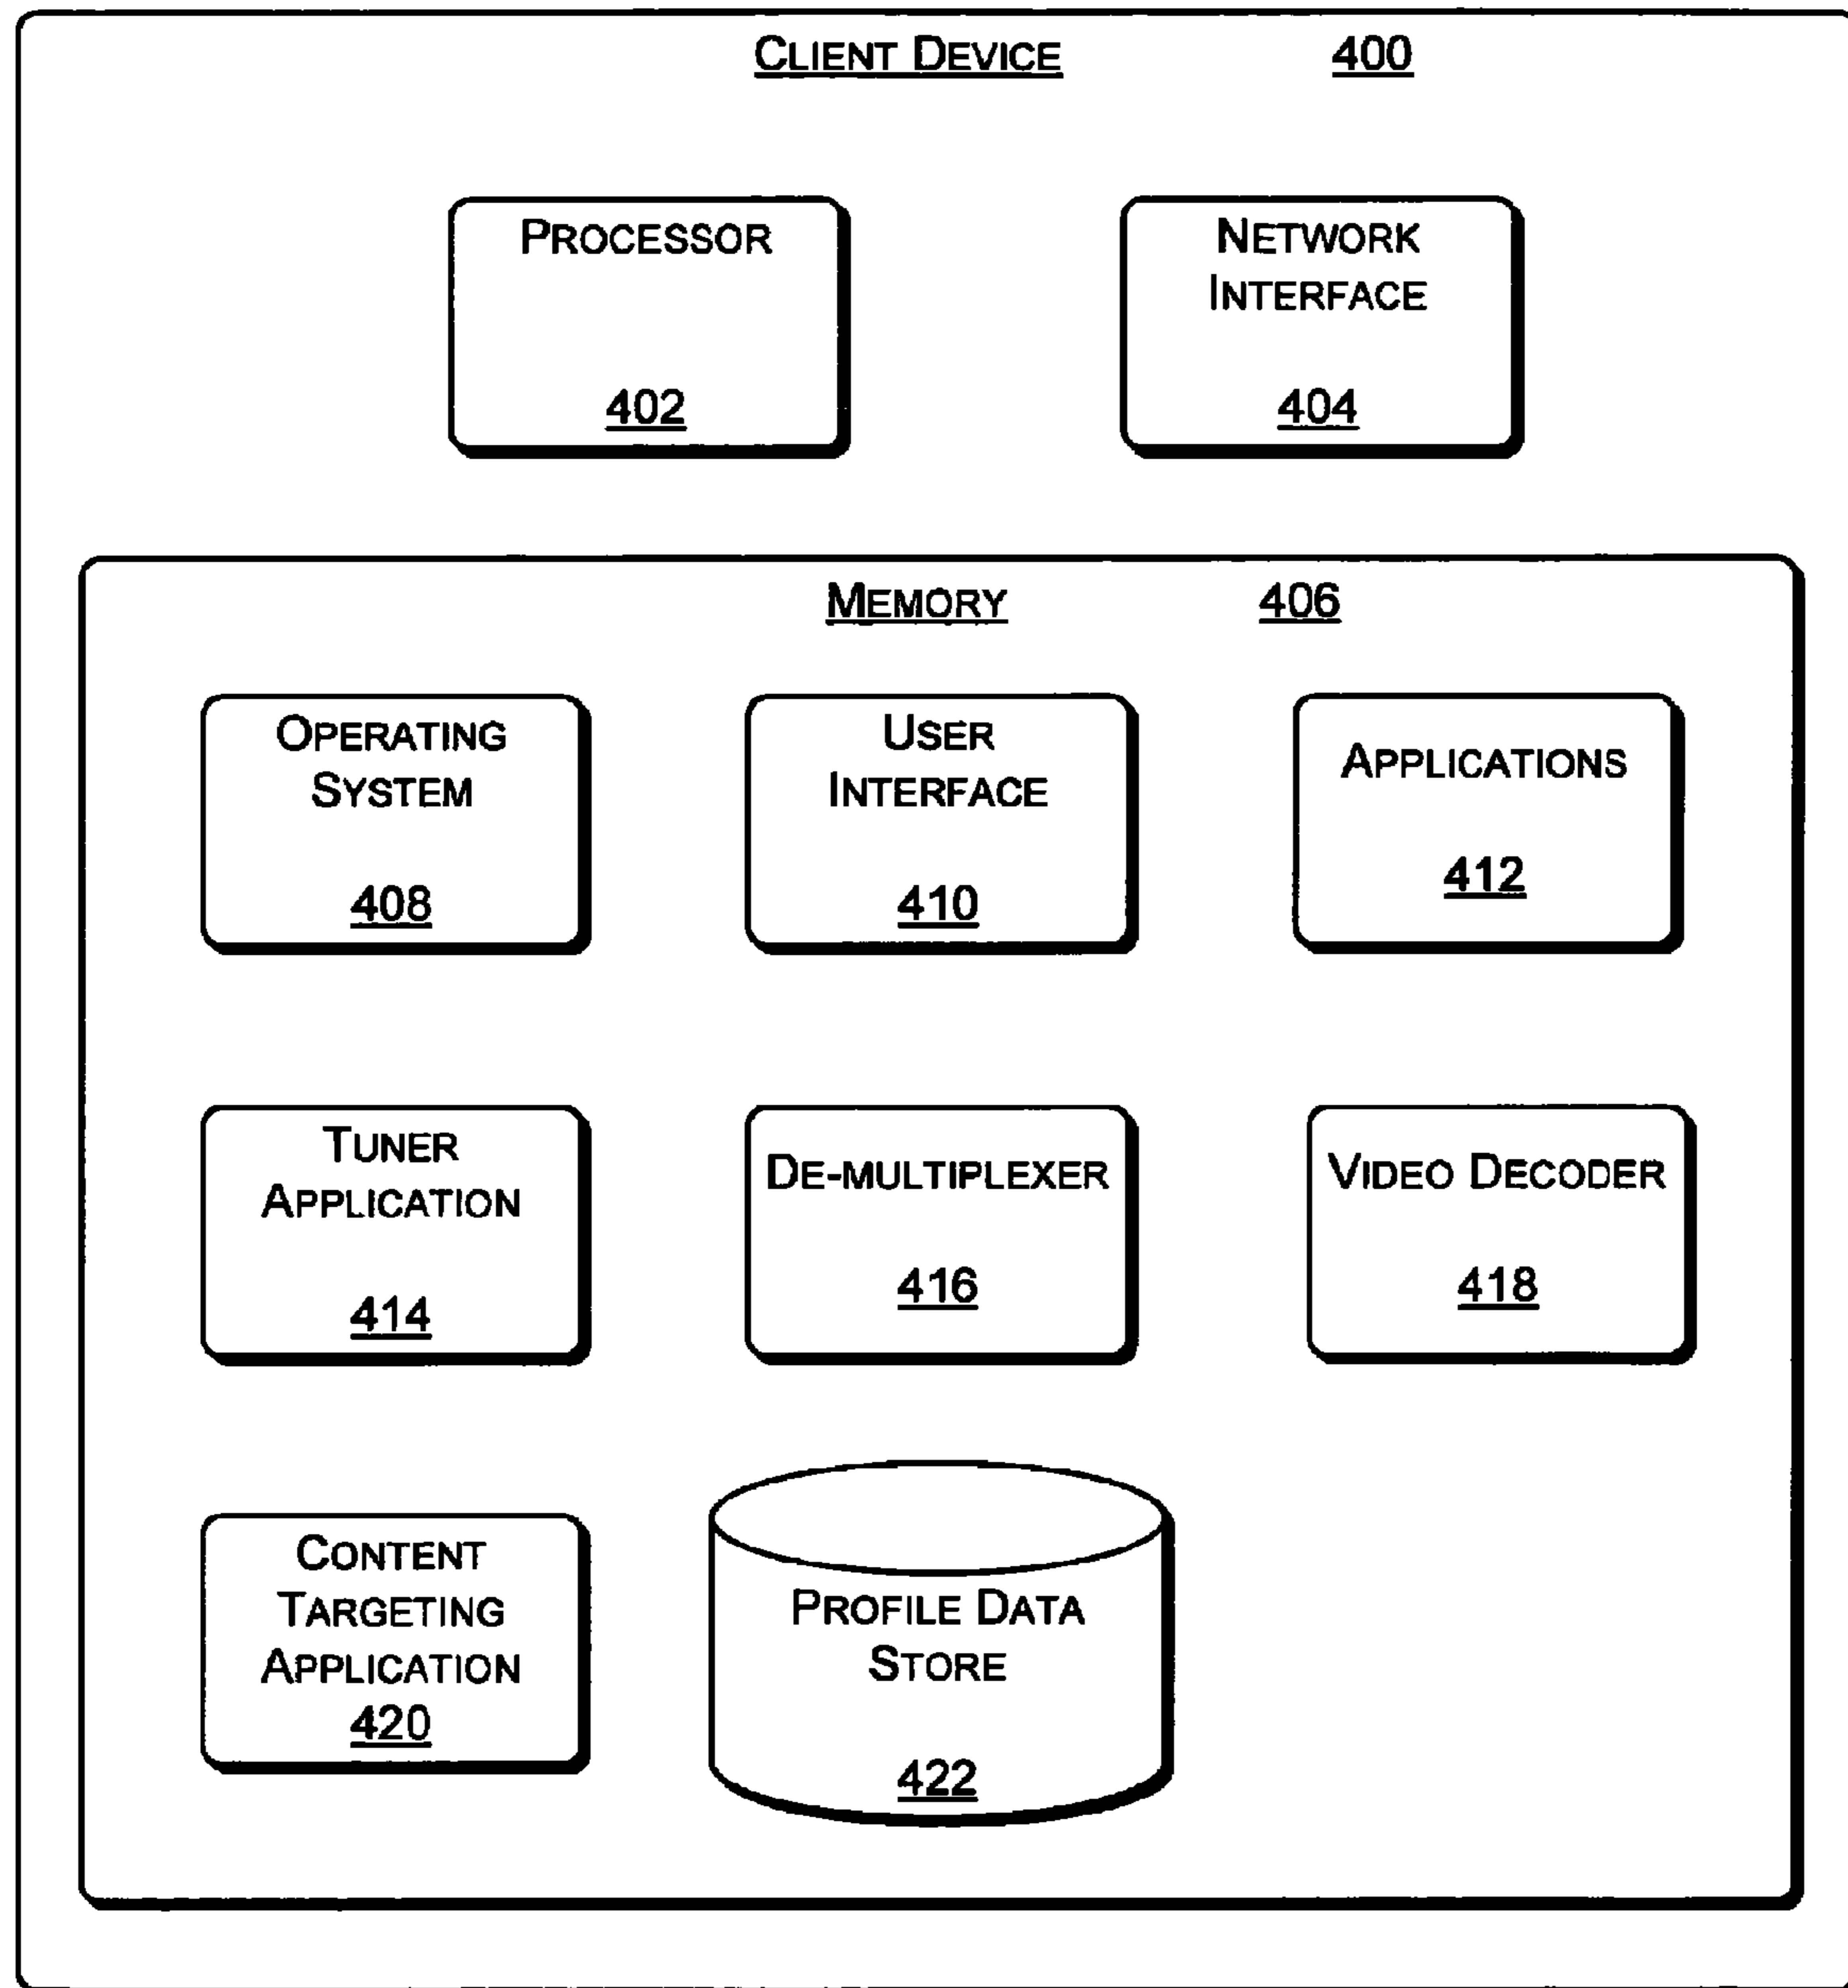 CLIENT DEVICE 400
PROCESSOR
402
NETWORK
INTERFACE
404
MEMORY 406
OPERATING
SYSTEM
408
USER
INTERFACE
410
APPLICATIONS
412
TUNER
APPLICATION
414
DE-MULTIPLEXER
416
VIDEO DECODER
418
CONTENT
TARGETING
APPLICATION
420
PROFILE DATA
STORE
422